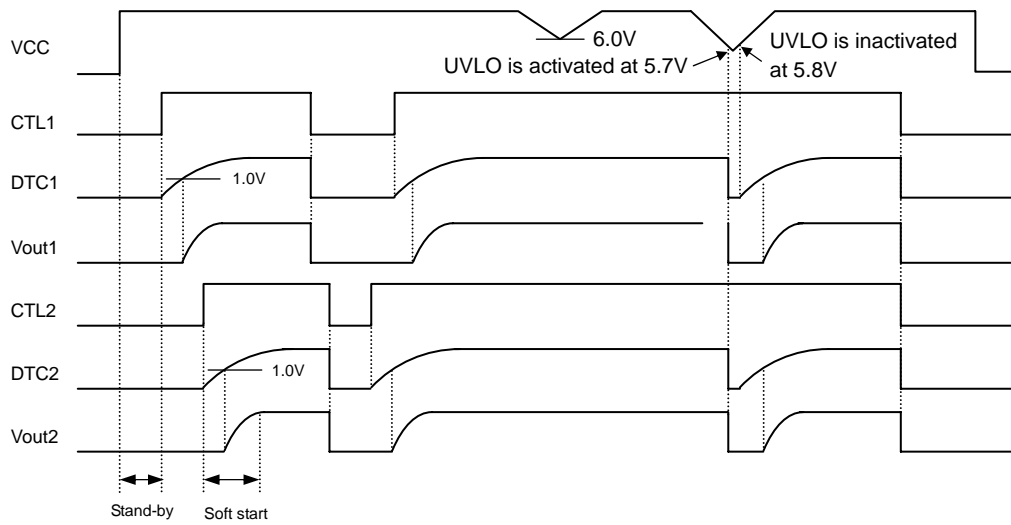 VCC
6.0V
UVLO is activated at 5.7V
UVLO is inactivated
at 5.8V
CTL1
DTC1
1.0V
Vout1
CTL2
DTC2
1.0V
Vout2
Stand-by
Soft start